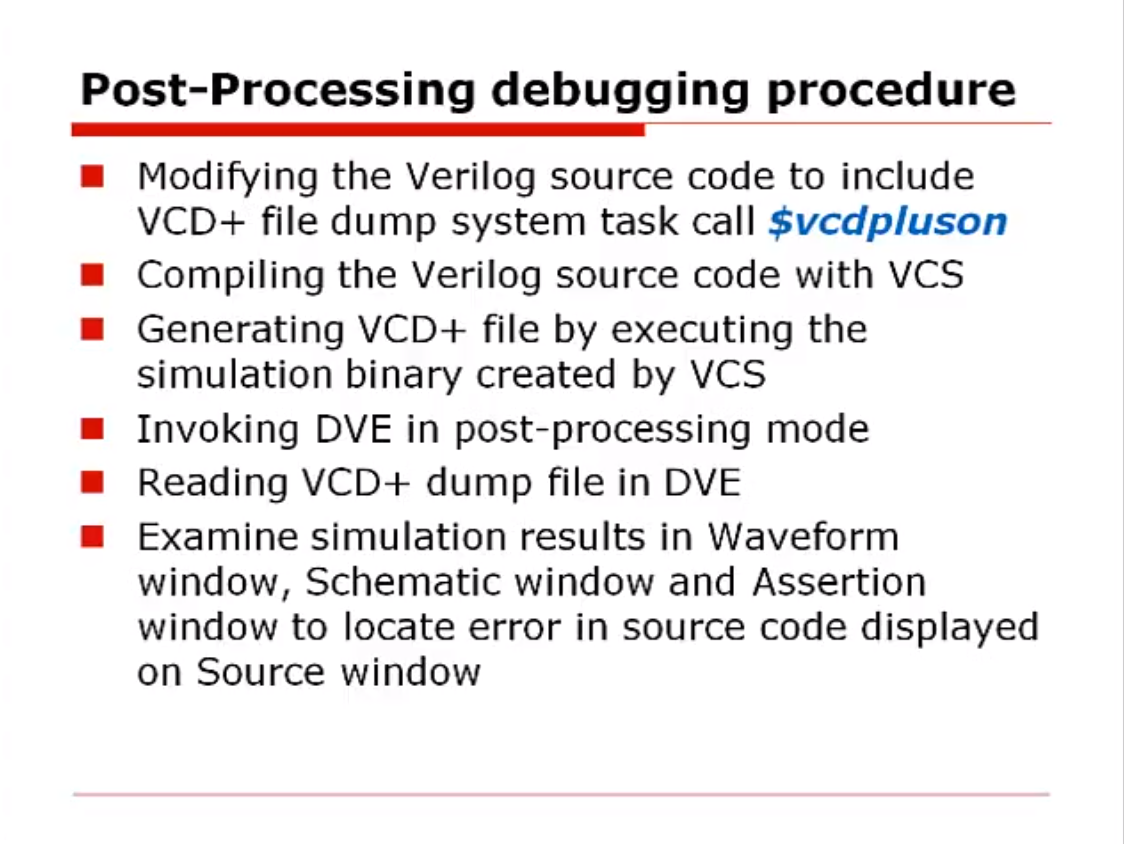 Post-Processing debugging procedure
Modifying the Verilog source code to include
VCD+ file dump system task call $vcdpluson
Compiling the Verilog source code with VCS
Generating VCD+ file by executing the
simulation binary created by VCS
Invoking DVE in post-processing mode
Reading VCD+ dump file in DVE
Examine simulation results in Waveform
window, Schematic window and Assertion
window to locate error in source code displayed
on Source window